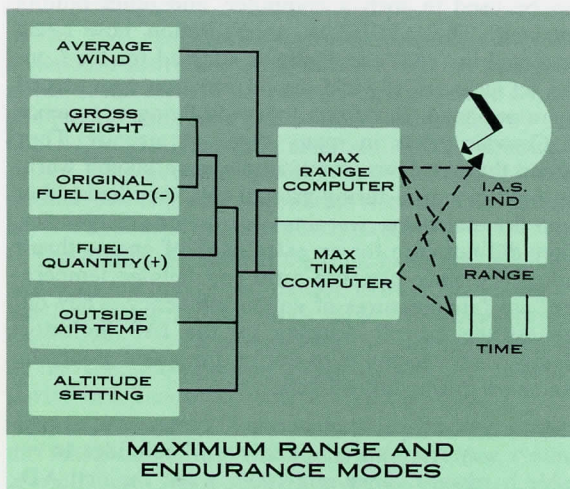 AVERAGE
WIND
GROSS
WEIGHT
ORIGINAL
FUEL LOAD(-)
FUEL
QUANTITY(+)
OUTSIDE
AIR TEMP
ALTITUDE
SETTING
MAX
RANGE
COMPUTER
MAX
TIME
COMPUTER
I.A.S.
IND
RANGE
TIME
MAXIMUM RANGE AND
ENDURANCE MODES